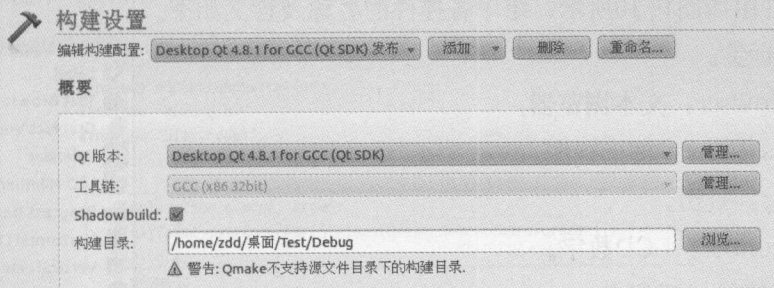 构建设置
编辑构建配置: Desktop Qt 4.8.1 for GCC (Qt SDK) 发布 添加 删除 重命名...
概要
Qt 版本: Desktop Qt 4.8.1 for GCC (Qt SDK) 管理...
工具链: GCC (x86 32bit) 管理...
Shadow build:
构建目录: /home/zdd/桌面/Test/Debug 浏览...
警告: Qmake不支持源文件目录下的构建目录.